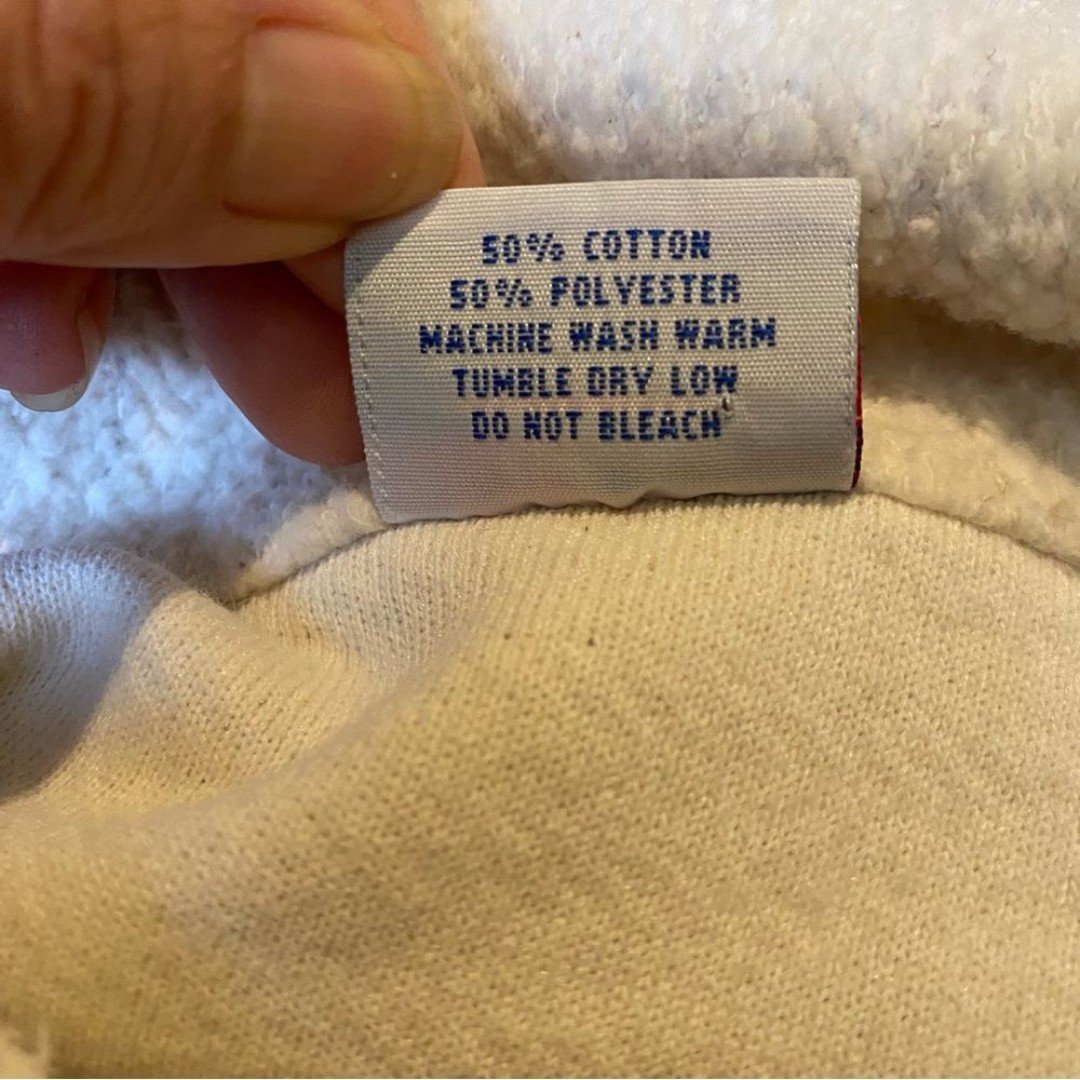 50% COTTON
50% POLYESTER
MACHINE WASH WARM
TUMBLE DRY LOW
DO NOT BLEACH